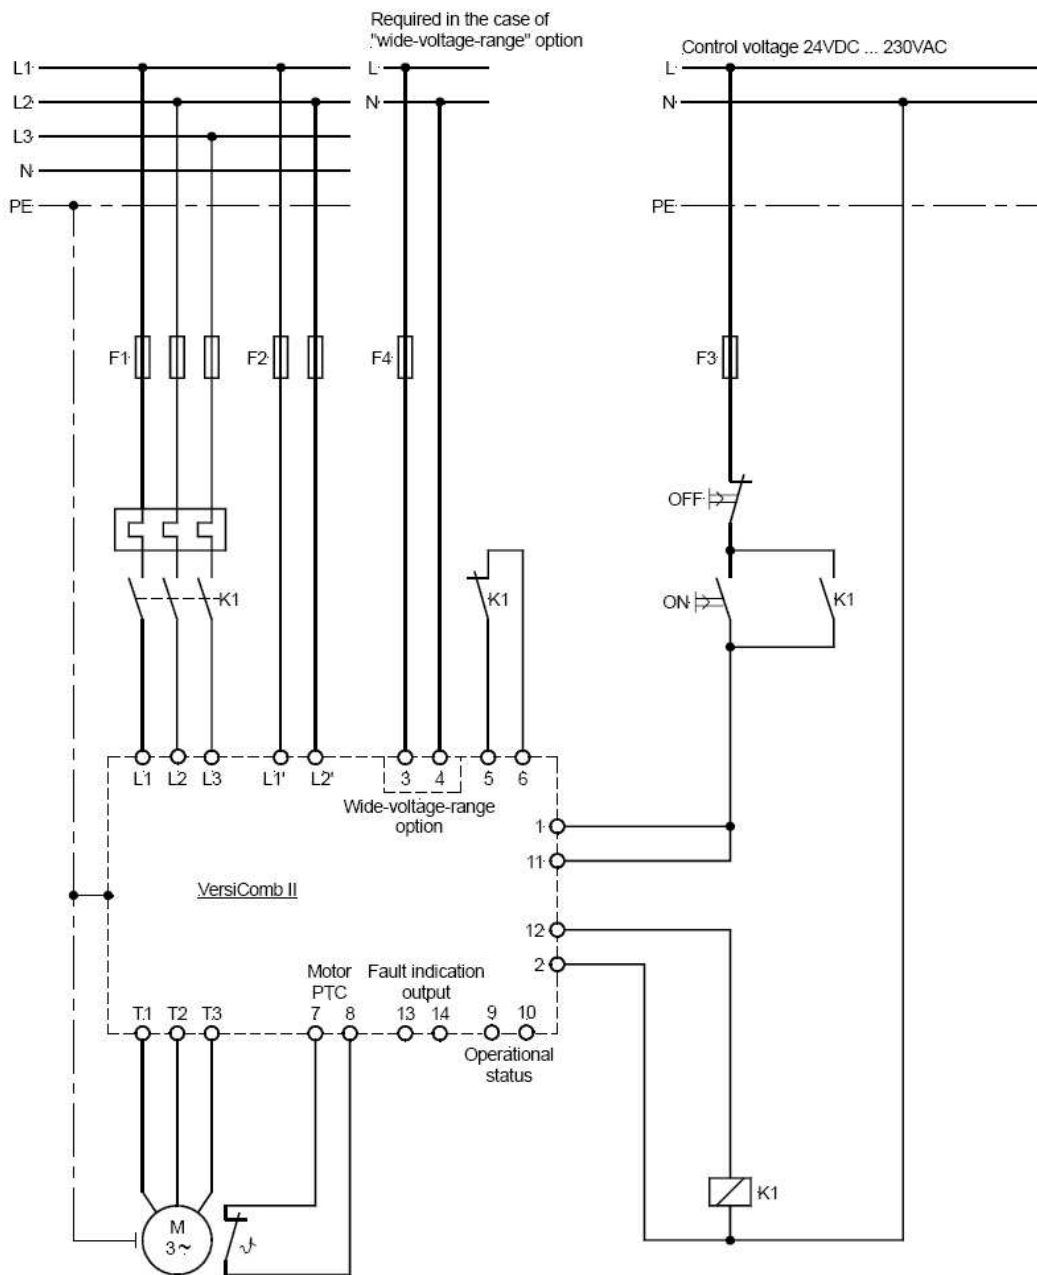 Required in the case of
"wide-voltage-range" option
Control voltage 24VDC ... 230VAC
L1
L
L
L2
N
N
L3
N
PE
PE
F1
F2
F4
F3
OFF
K1
K1
ON
K1
L1
L2
L3
L1'
L2'
3
4
5
6
Wide-voltage-range
option
1
11
VersiComb II
12
2
Motor
PTC
Fault indication
output
T1
T2
T3
7
8
13
14
9
10
Operational
status
K1
M
3~
ϑ